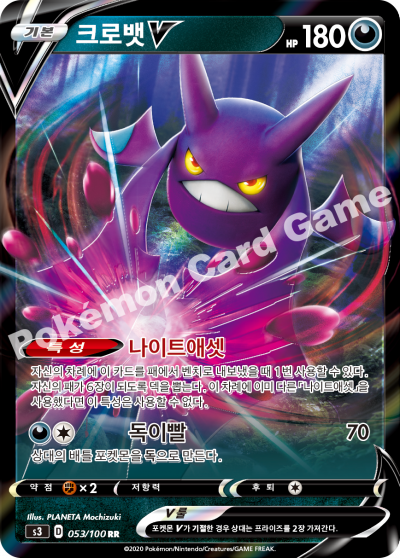 기본 크로뱃 V HP 180
Pokémon Card Game
특성 나이트애셋
자신의 차례에 이 카드를 패에서 벤치로 내보냈을 때 1번 사용할 수 있다.
자신의 패가 6장이 되도록 덱을 뽑는다. 이 차례에 이미 다른 「나이트애셋」을
사용했다면 이 특성은 사용할 수 없다.
독이빨 70
상대의 배틀 포켓몬을 독으로 만든다.
약점 ×2 저항력 후퇴
V 룰
Illus. PLANETA Mochizuki
포켓몬 V가 기절한 경우 상대는 프라이즈를 2장 가져간다.
s3 D 053/100 RR
©2020 Pokémon/Nintendo/Creatures/GAME FREAK.